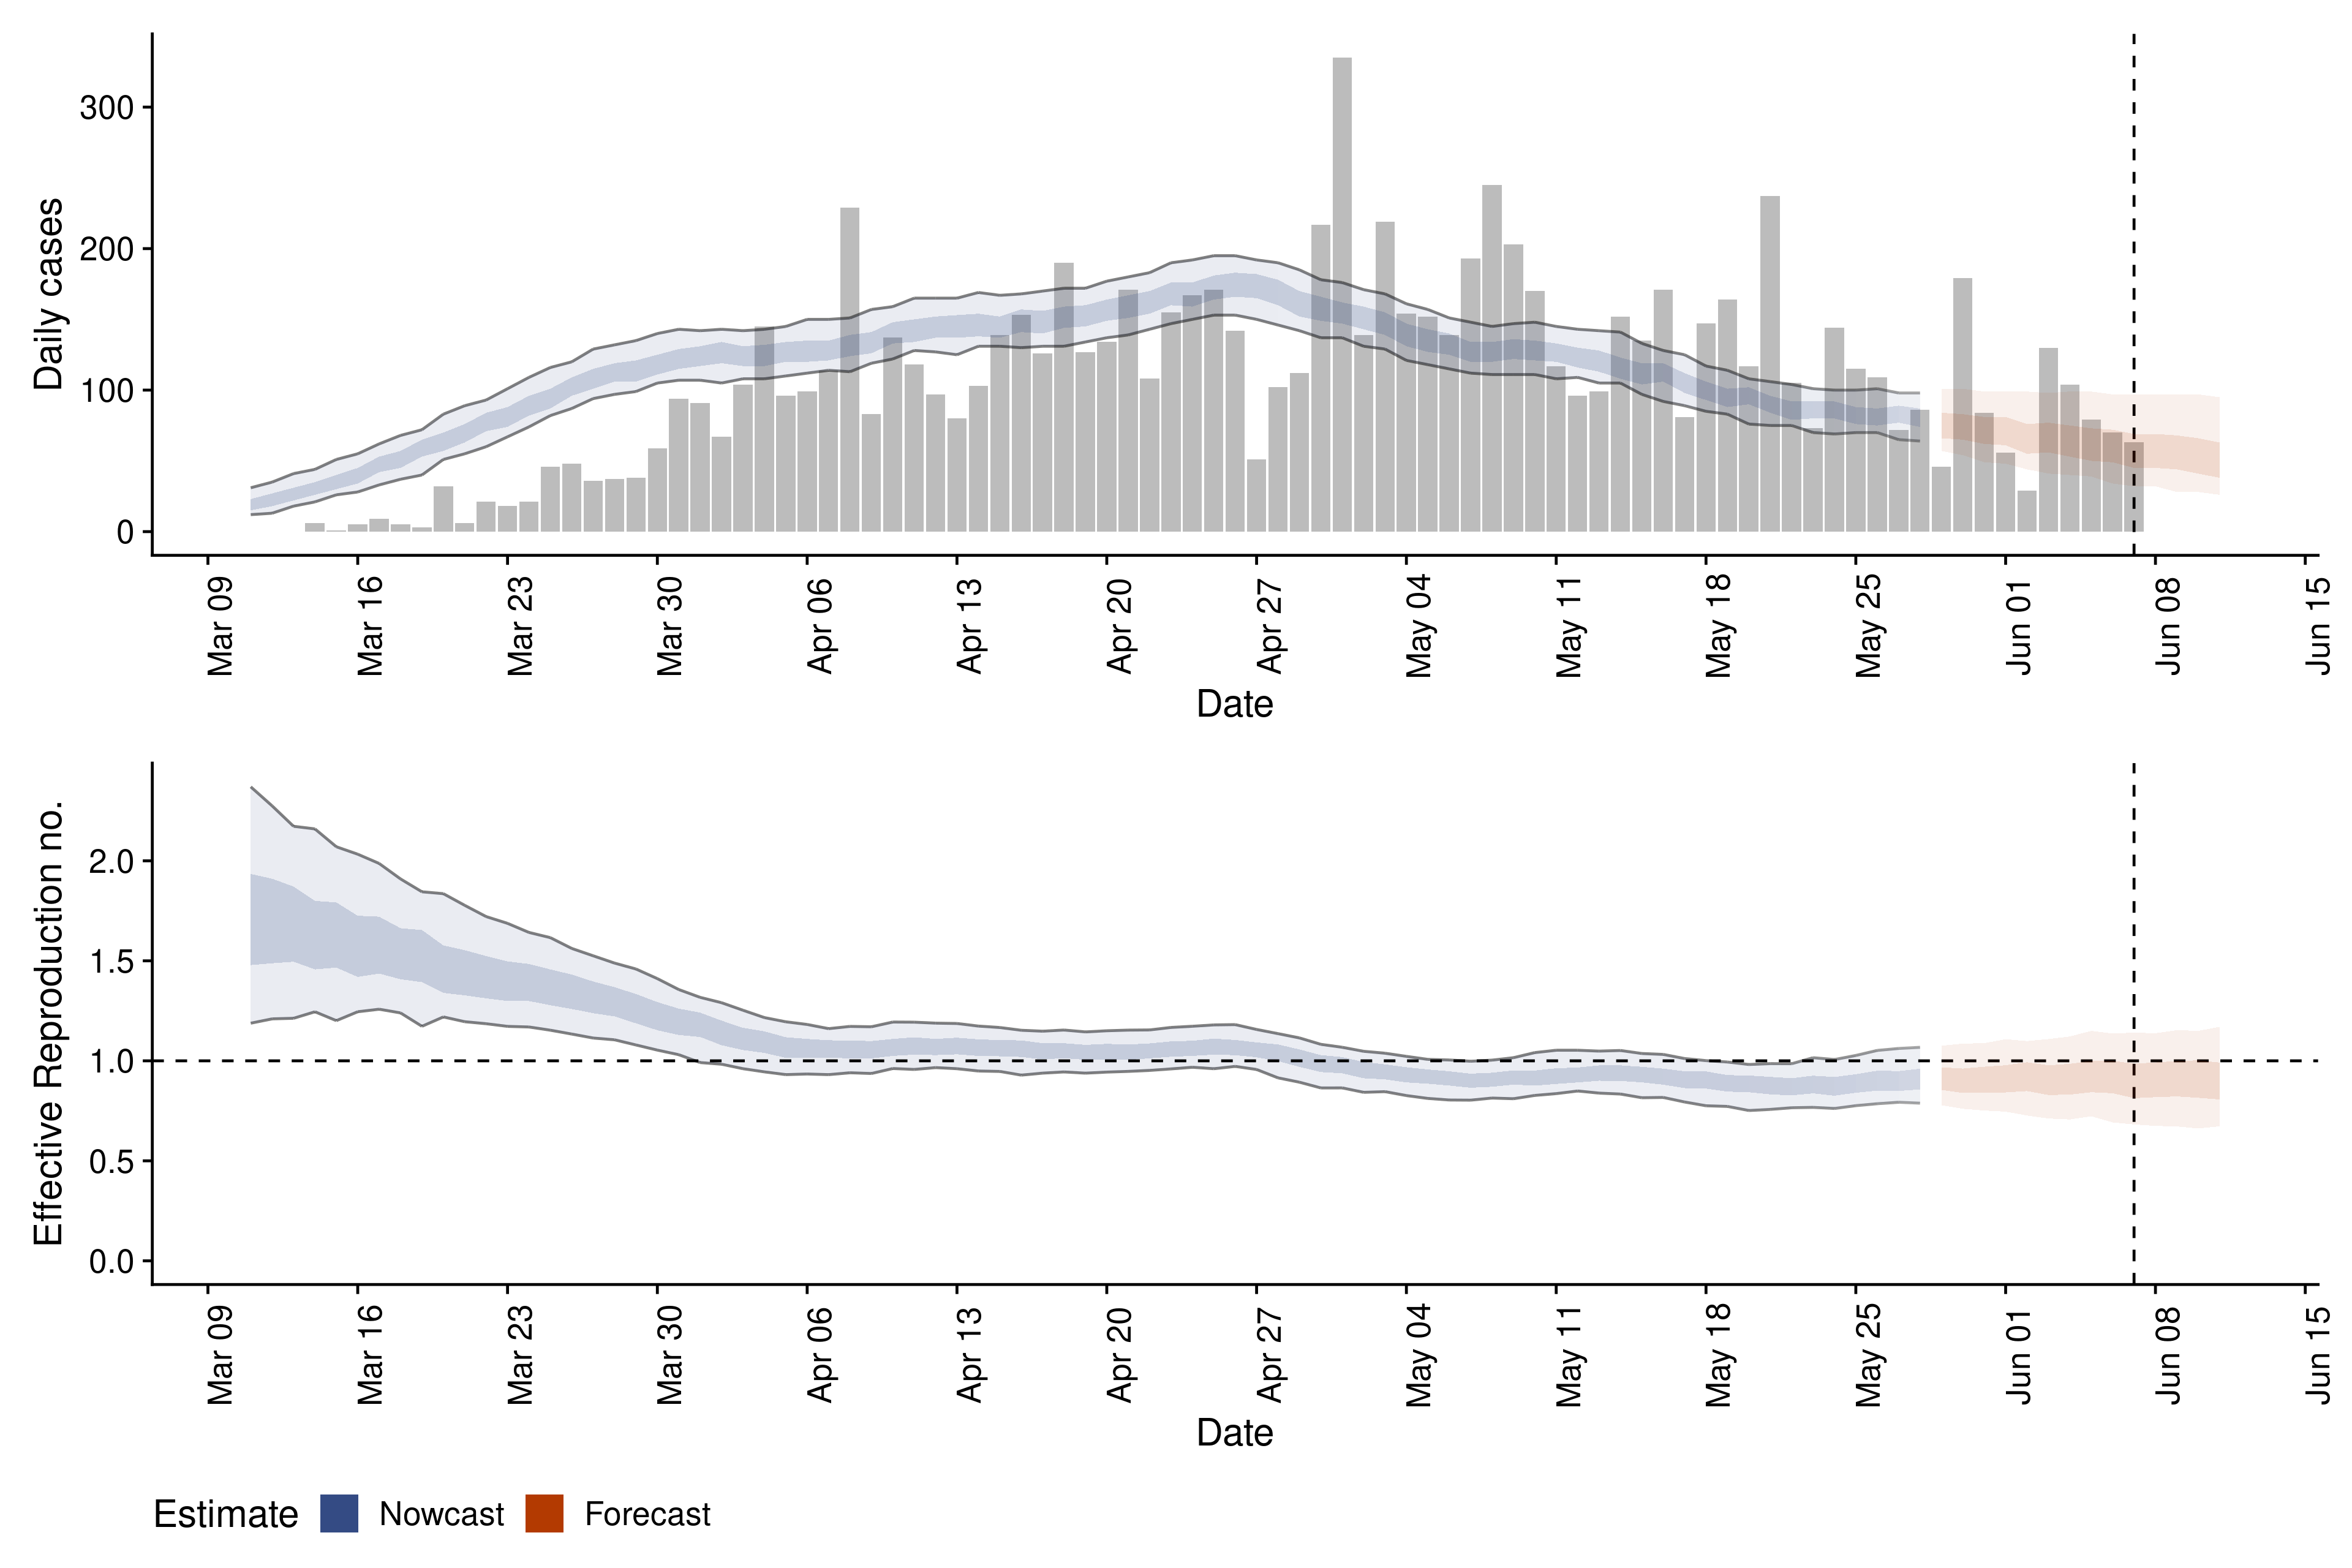 Daily cases
300
200
100
0
Mar 09
Mar 16
Mar 23
Mar 30
Apr 06
Apr 13
Apr 20
Apr 27
May 04
May 11
May 18
May 25
Jun 01
Jun 08
Jun 15
Date
Effective Reproduction no.
2.0
1.5
1.0
0.5
0.0
Mar 09
Mar 16
Mar 23
Mar 30
Apr 06
Apr 13
Apr 20
Apr 27
May 04
May 11
May 18
May 25
Jun 01
Jun 08
Jun 15
Date
Estimate Nowcast Forecast